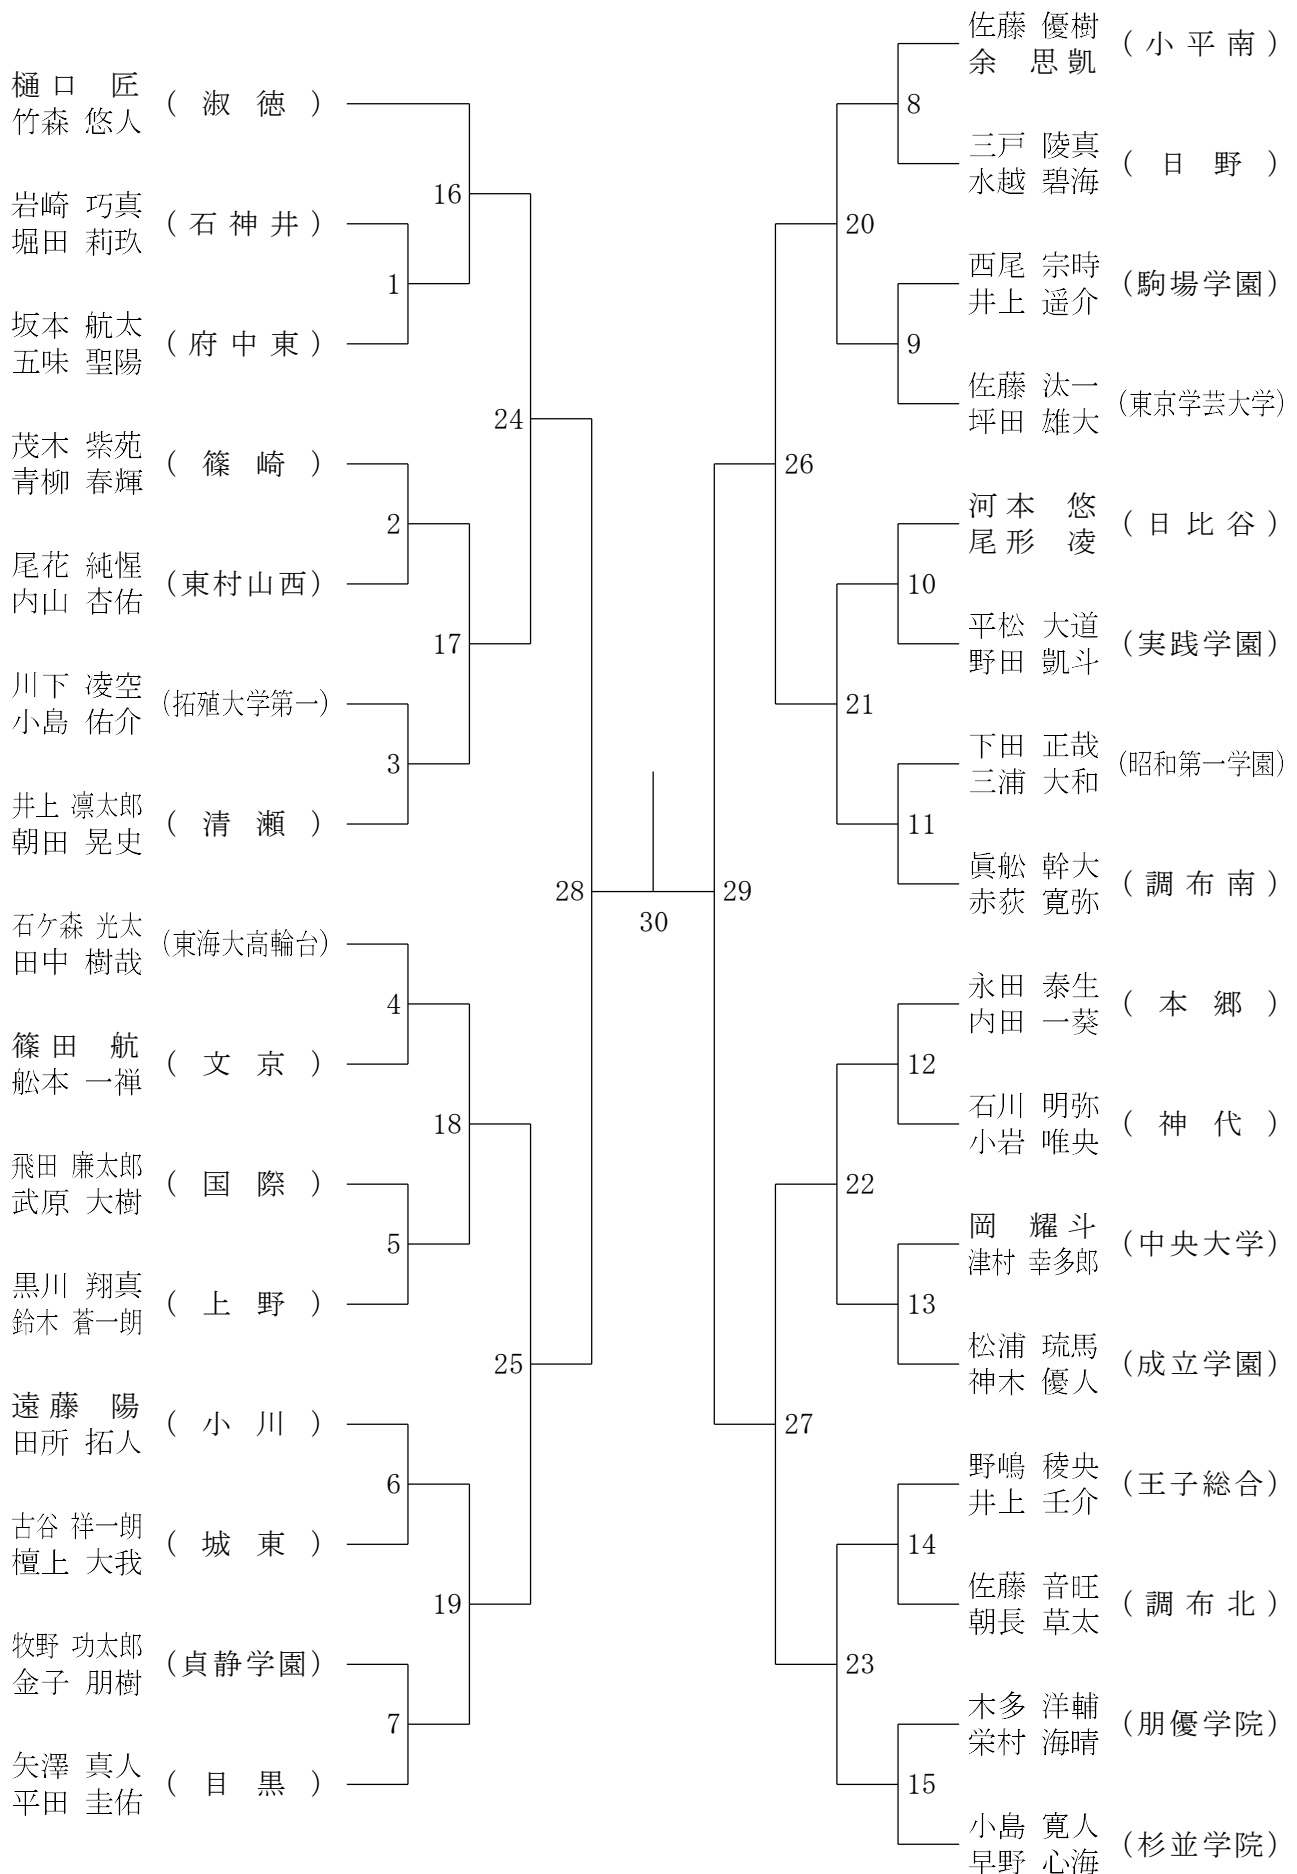 樋口 匠
竹森 悠人
(淑徳)
岩崎 巧真
堀田 莉玖
(石神井)
坂本 航太
五味 聖陽
(府中東)
茂木 紫苑
青柳 春輝
(篠崎)
尾花 純惺
内山 杏佑
(東村山西)
川下 凌空
小島 佑介
(拓殖大学第一)
井上 凛太郎
朝田 晃史
(清瀬)
石ケ森 光太
田中 樹哉
(東海大高輪台)
篠田 航
舩本 一禅
(文京)
飛田 廉太郎
武原 大樹
(国際)
黒川 翔真
鈴木 蒼一朗
(上野)
遠藤 陽
田所 拓人
(小川)
古谷 祥一朗
檀上 大我
(城東)
牧野 功太郎
金子 朋樹
(貞静学園)
矢澤 真人
平田 圭佑
(目黒)
1
2
3
4
5
6
7
16
17
18
19
24
25
28
30
29
26
27
20
21
22
23
8
9
10
11
12
13
14
15
佐藤 優樹
余 思凱
(小平南)
三戸 陵真
水越 碧海
(日野)
西尾 宗時
井上 遥介
(駒場学園)
佐藤 汰一
坪田 雄大
(東京学芸大学)
河本 悠
尾形 凌
(日比谷)
平松 大道
野田 凱斗
(実践学園)
下田 正哉
三浦 大和
(昭和第一学園)
眞舩 幹大
赤荻 寛弥
(調布南)
永田 泰生
内田 一葵
(本郷)
石川 明弥
小岩 唯央
(神代)
岡 耀斗
津村 幸多郎
(中央大学)
松浦 琉馬
神木 優人
(成立学園)
野嶋 稜央
井上 壬介
(王子総合)
佐藤 音旺
朝長 草太
(調布北)
木多 洋輔
栄村 海晴
(朋優学院)
小島 寛人
早野 心海
(杉並学院)